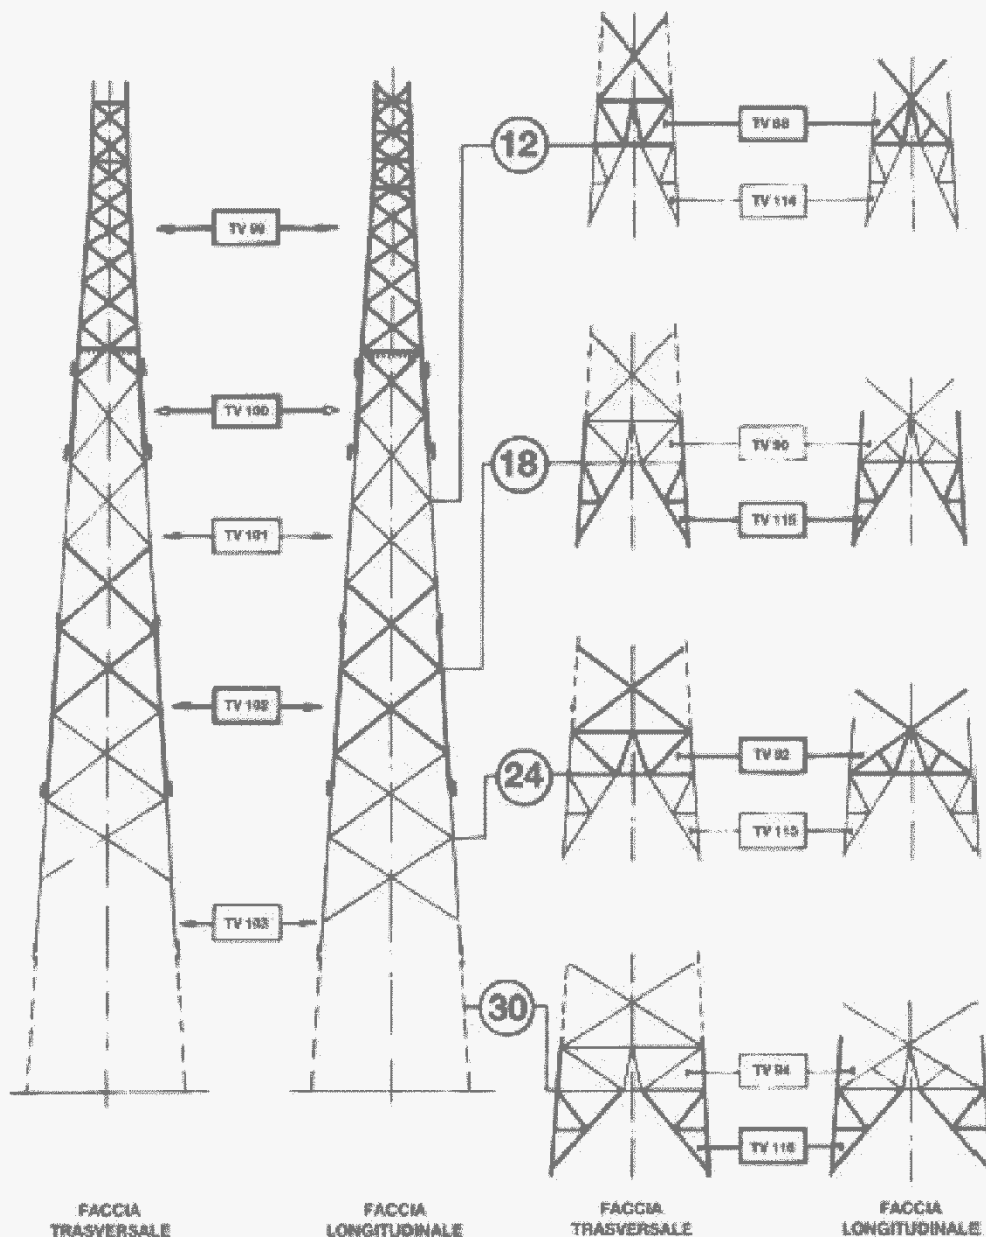 12
TV 88
TV 114
TV 99
TV 100
18
TV 90
TV 115
TV 101
TV 102
24
TV 92
TV 103
30
TV 94
TV 116
FACCIA
TRASVERSALE
FACCIA
LONGITUDINALE
FACCIA
TRASVERSALE
FACCIA
LONGITUDINALE